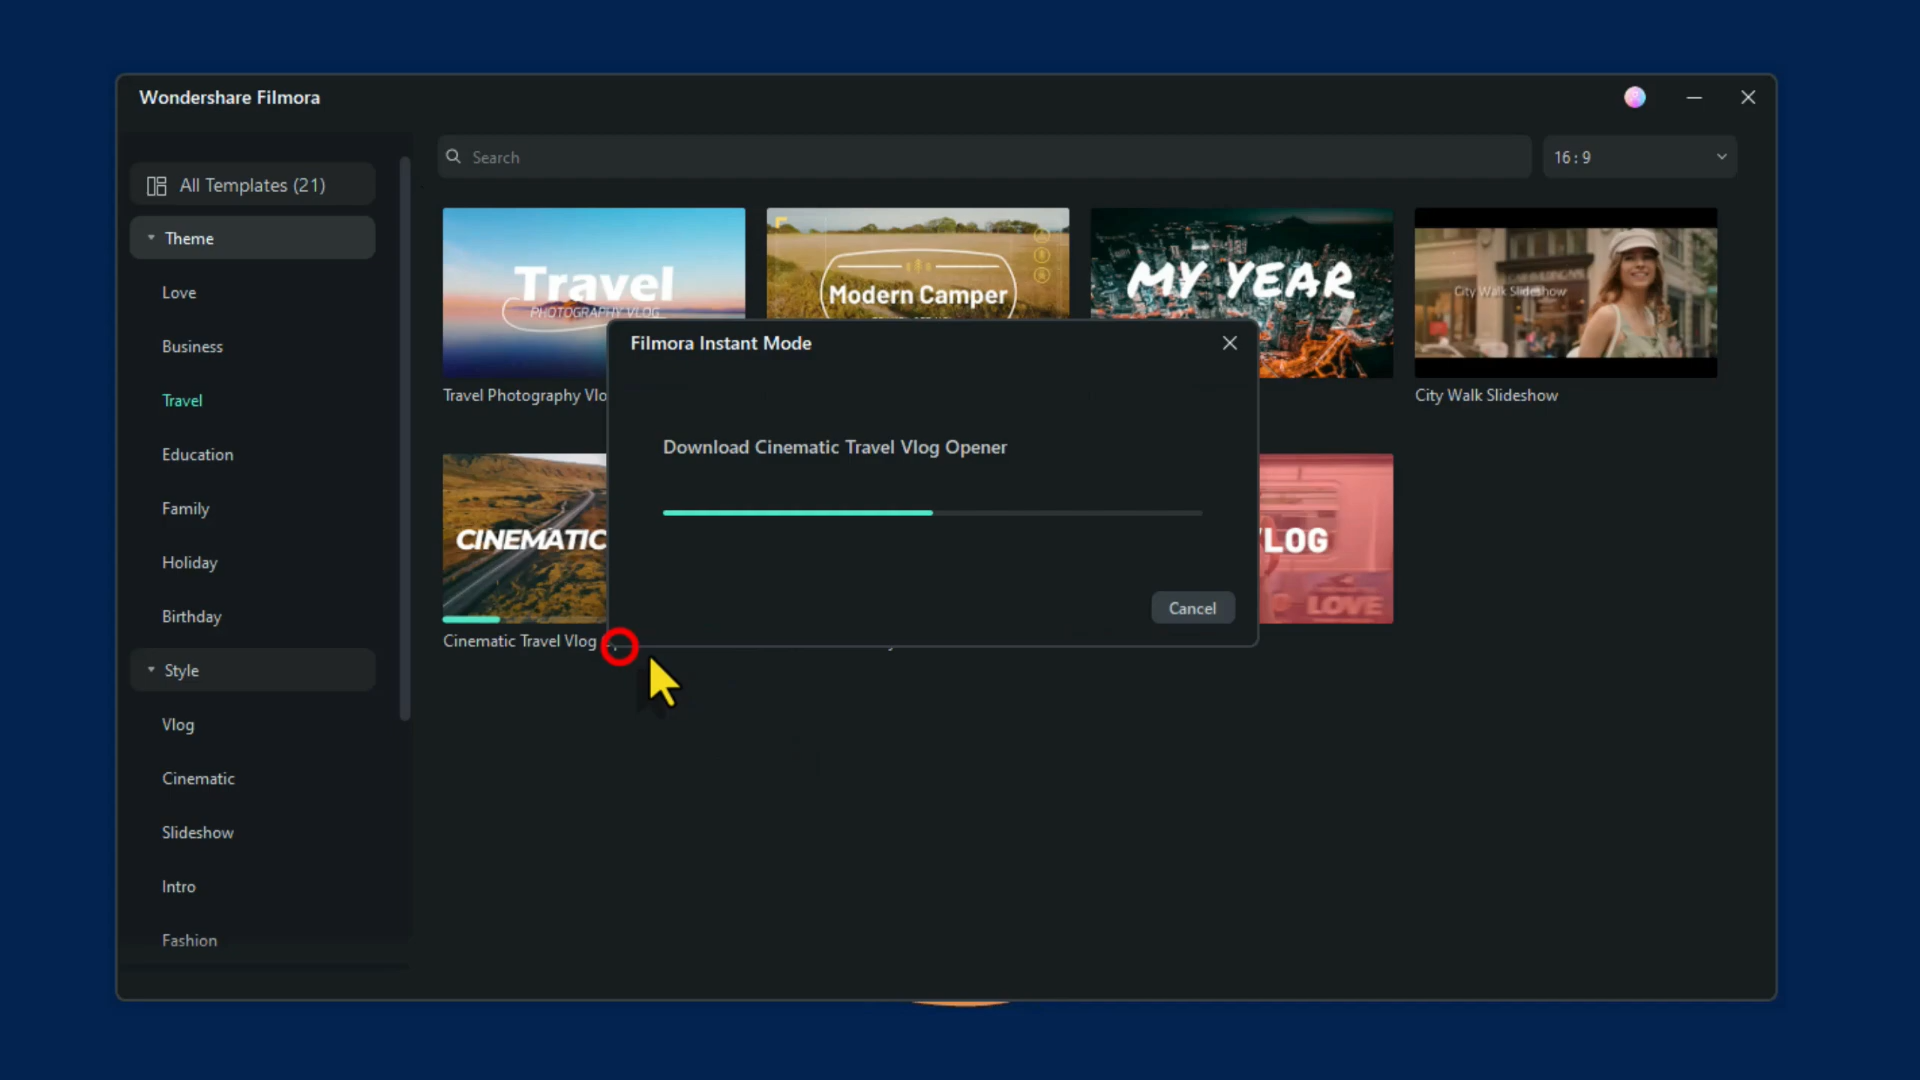 Wondershare Filmora
Search
16:9
All Templates (21)
Theme
Love
Business
Travel
Education
Family
Holiday
Birthday
Style
Vlog
Cinematic
Slideshow
Intro
Fashion
Travel
PHOTOGRAPHY VLOG
Modern Camper
MY YEAR
City Walk Slideshow
Travel Photography Vlo
City Walk Slideshow
Filmora Instant Mode
Download Cinematic Travel Vlog Opener
Cancel
CINEMATIC
LOG
LOVE
Cinematic Travel Vlog